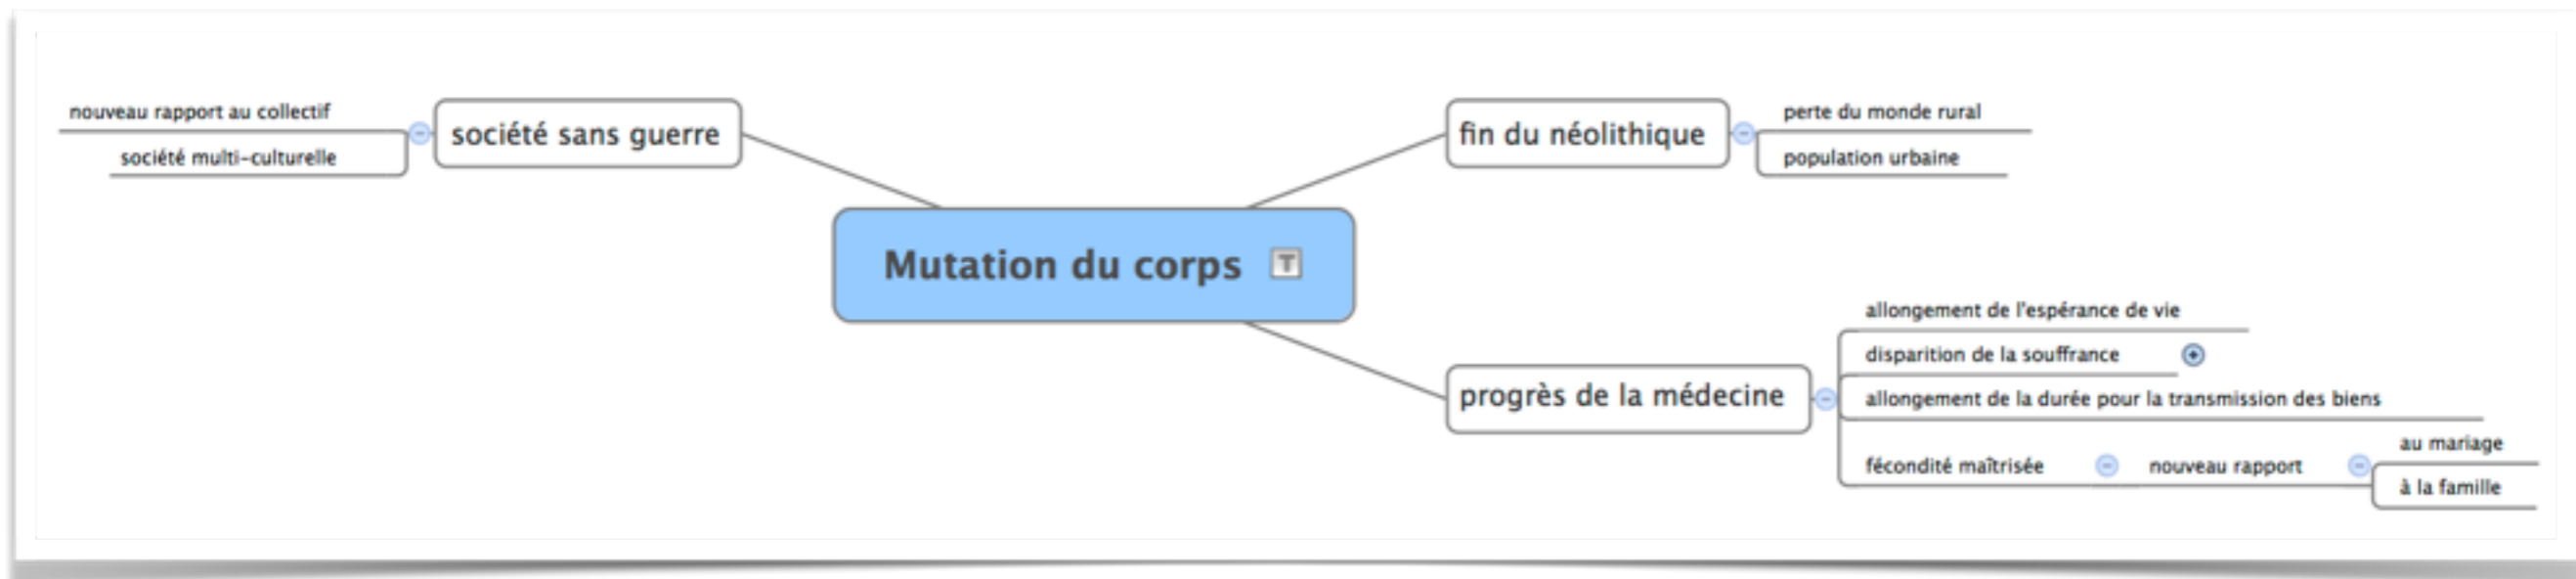 nouveau rapport au collectif
société multi-culturelle
société sans guerre
Mutation du corps
T
fin du néolithique
perte du monde rural
population urbaine
progrès de la médecine
allongement de l'espérance de vie
disparition de la souffrance
allongement de la durée pour la transmission des biens
fécondité maîtrisée
nouveau rapport
au mariage
à la famille